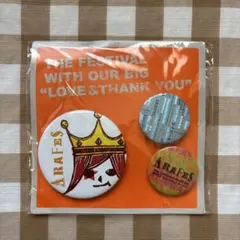 THE FESTIVAL
WITH OUR BIG
"LOVE & THANK YOU"
ARAFES
ARAFES